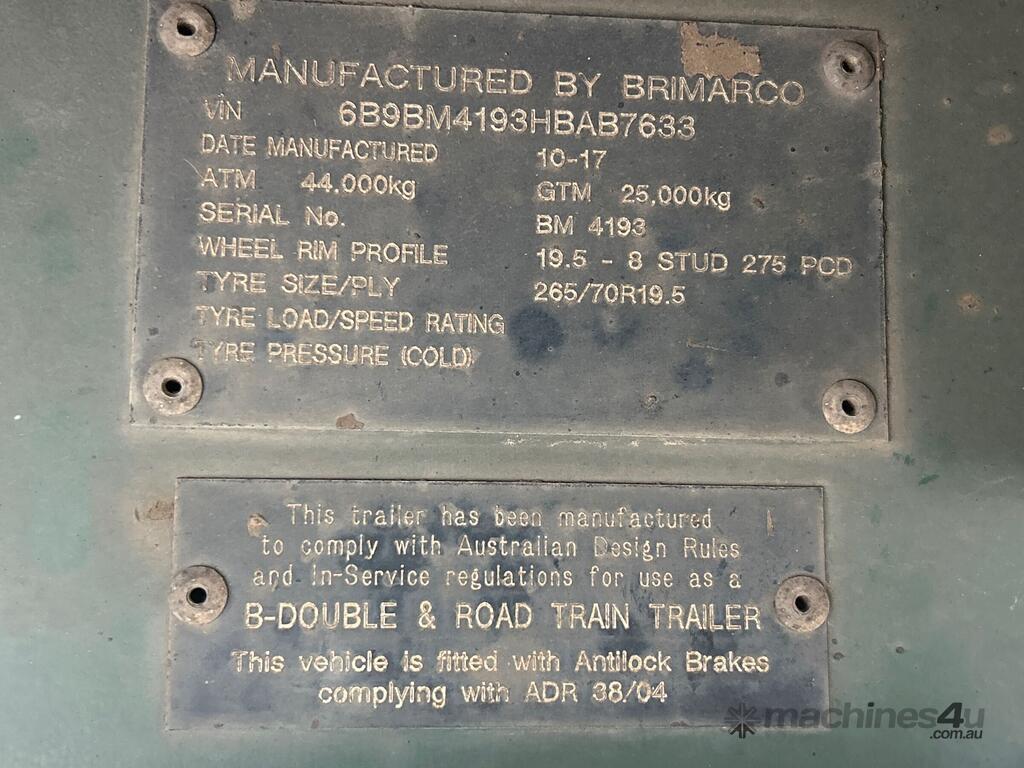 MANUFACTURED BY BRIMARCO
VIN 6B9BM4193HBAB7633
DATE MANUFACTURED 10-17
ATM 44,000kg GTM 25,000kg
SERIAL No. BM 4193
WHEEL RIM PROFILE 19.5 - 8 STUD 275 PCD
TYRE SIZE/PLY 265/70R19.5
TYRE LOAD/SPEED RATING
TYRE PRESSURE (COLD)
This trailer has been manufactured
to comply with Australian Design Rules
and In-Service regulations for use as a
B-DOUBLE & ROAD TRAIN TRAILER
This vehicle is fitted with Antilock Brakes
complying with ADR 38/04
machines4u
.com.au